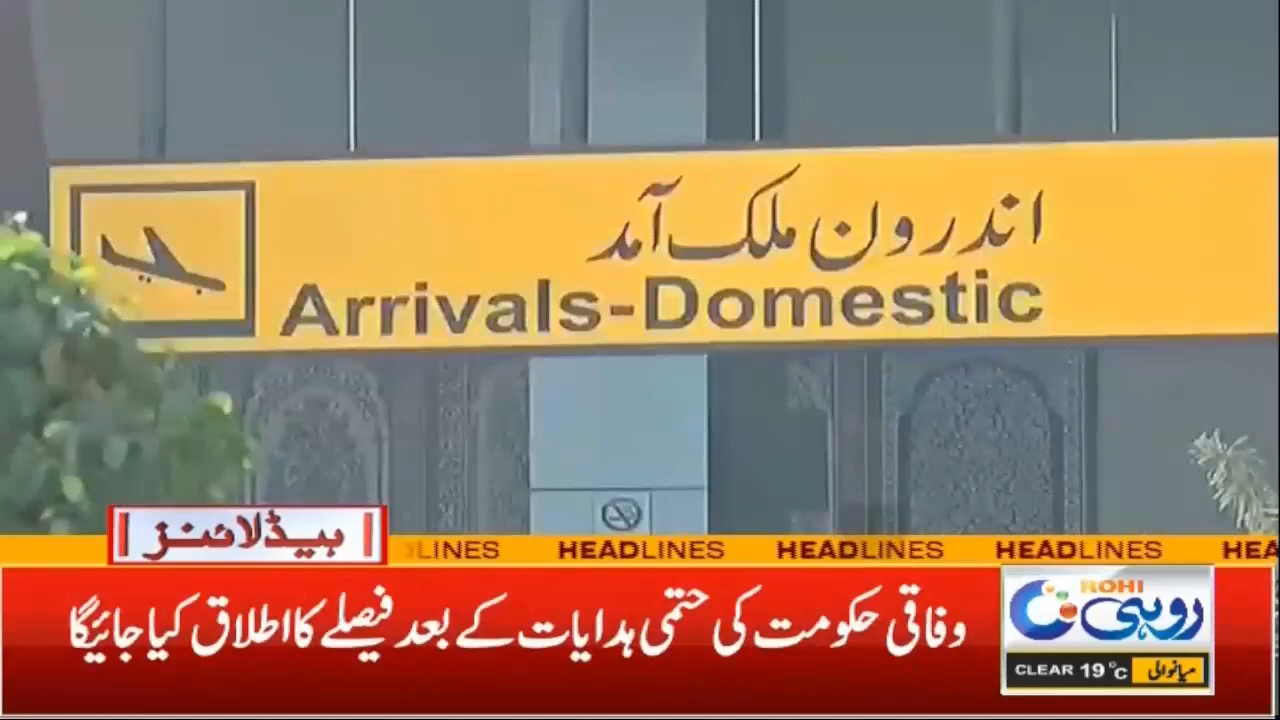 اندرون ملک آمد
Arrivals-Domestic
ہیڈلائنز
LINES HEADLINES HEADLINES HEADLINES HEA
وفاقی حکومت کی حتمی ہدایات کے بعد فیصلے کا اطلاق کیا جائیگا
ROHI
روہی
CLEAR 19°C میانوالی